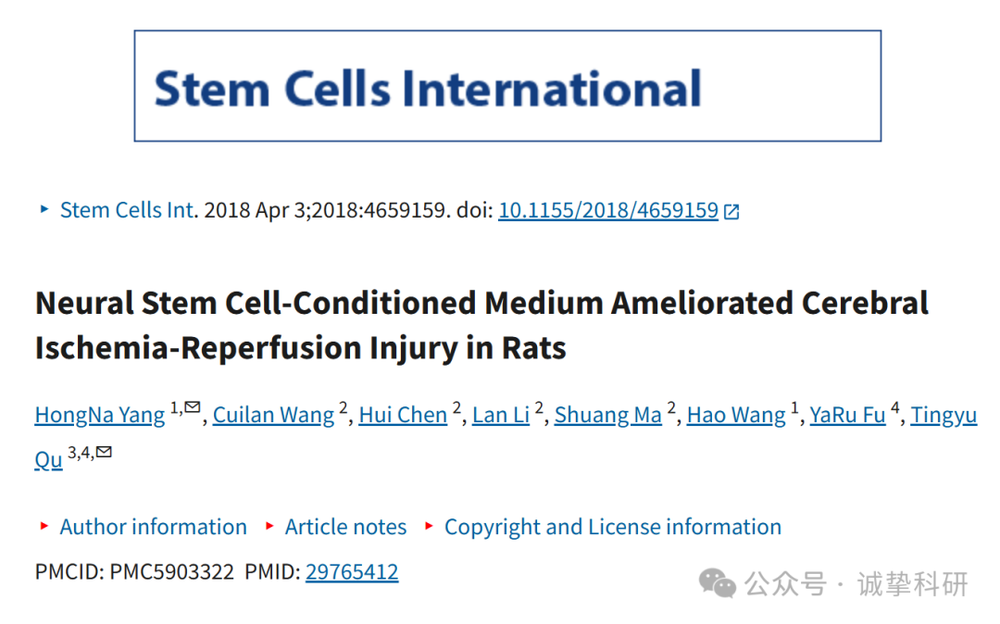 Stem Cells International
Stem Cells Int. 2018 Apr 3;2018:4659159. doi: 10.1155/2018/4659159
Neural Stem Cell-Conditioned Medium Ameliorated Cerebral
Ischemia-Reperfusion Injury in Rats
HongNa Yang 1, Cuilan Wang 2, Hui Chen 2, Lan Li 2, Shuang Ma 2, Hao Wang 1, YaRu Fu 4, Tingyu
Qu 3,4,
Author information Article notes Copyright and License information
PMCID: PMC5903322 PMID: 29765412
公众号 · 诚挚科研